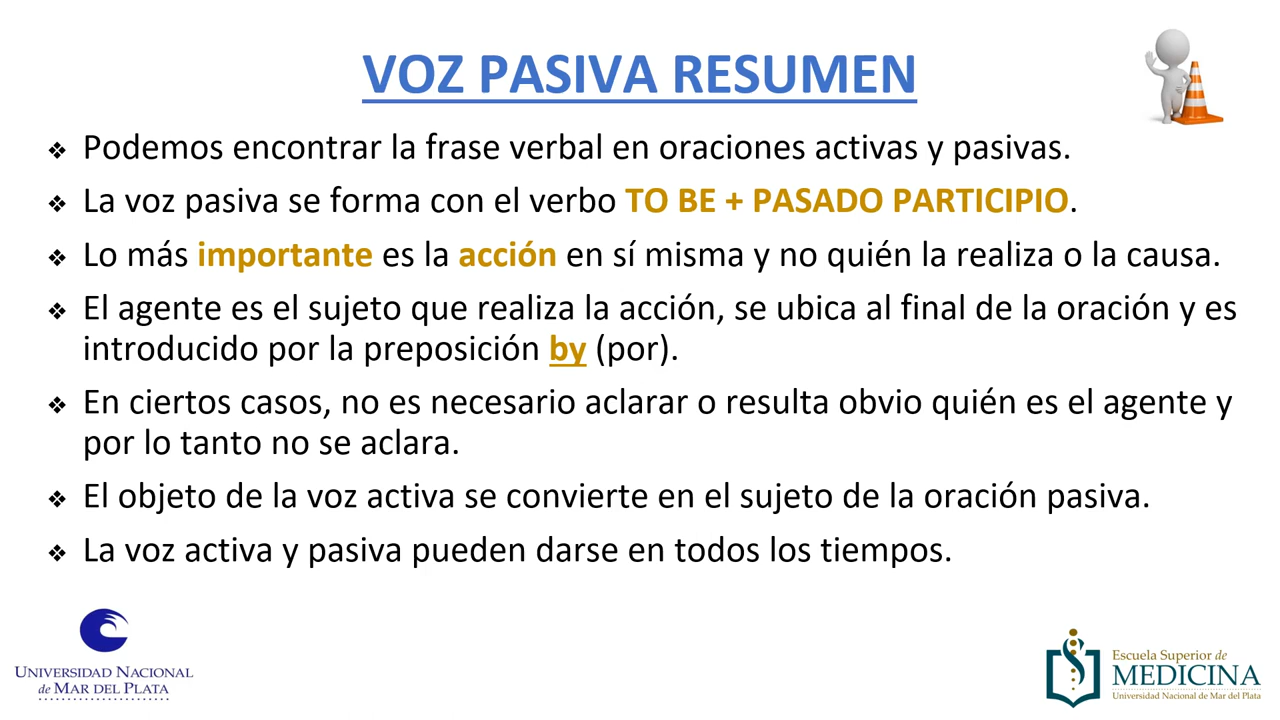 VOZ PASIVA RESUMEN
❖ Podemos encontrar la frase verbal en oraciones activas y pasivas.
❖ La voz pasiva se forma con el verbo TO BE + PASADO PARTICIPIO.
❖ Lo más importante es la acción en sí misma y no quién la realiza o la causa.
❖ El agente es el sujeto que realiza la acción, se ubica al final de la oración y es
introducido por la preposición by (por).
❖ En ciertos casos, no es necesario aclarar o resulta obvio quién es el agente y
por lo tanto no se aclara.
❖ El objeto de la voz activa se convierte en el sujeto de la oración pasiva.
❖ La voz activa y pasiva pueden darse en todos los tiempos.
UNIVERSIDAD NACIONAL
de MAR DEL PLATA
Escuela Superior de
MEDICINA
Universidad Nacional de Mar del Plata